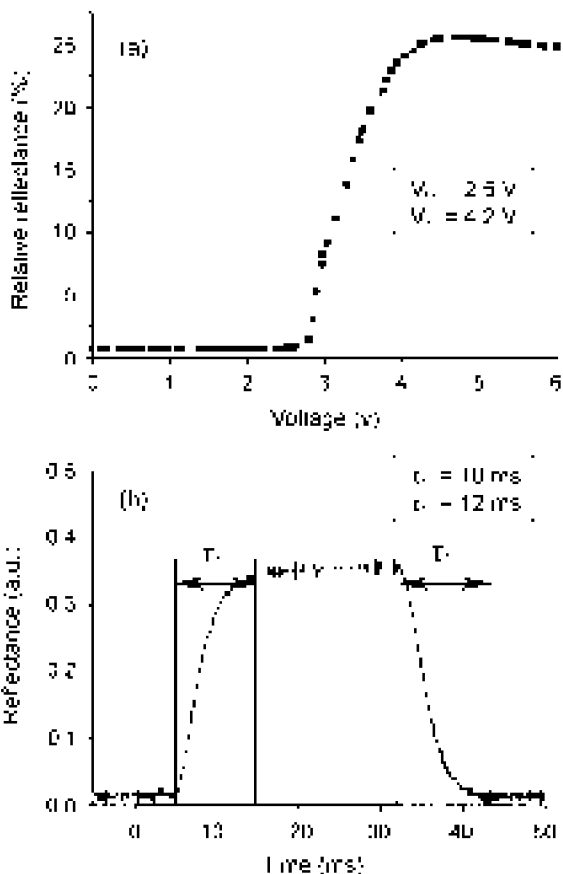 (a)
Relative reflectance (%)
25
20
15
10
5
0
= 4.2 V
0 1 2 3 4 5 6
Voltage (v)
(b)
= 10 ms
12 ms
Reflectance (a.u.)
0.5
0.4
0.3
0.2
0.1
0.0
0 10 20 30 40 50
Time (ms)